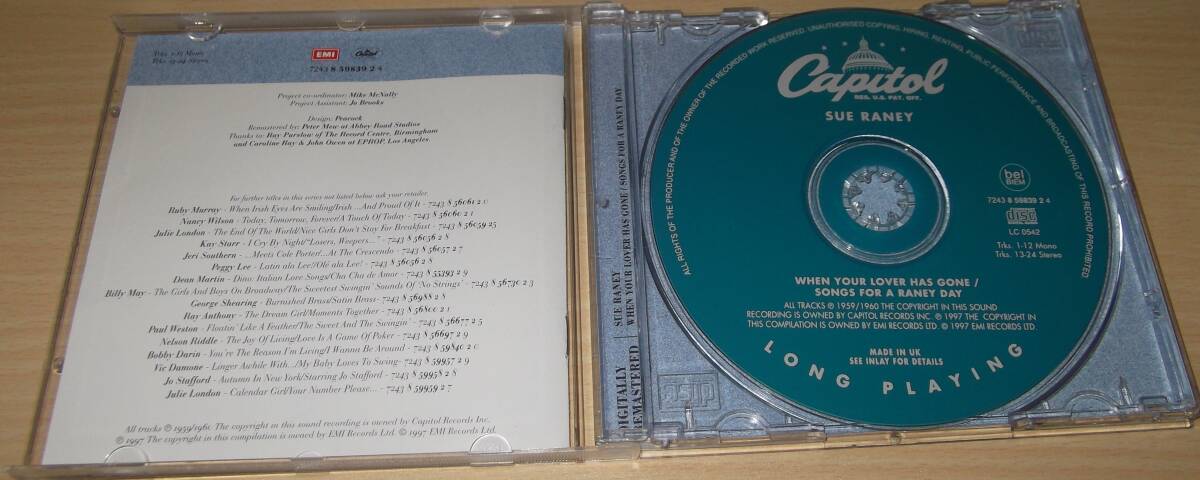 Trks. 1-12 Mono
Trks. 13-24 Stereo
EMI
Capitol
7243 8 59839 2 4
Project co-ordinator: Mike McNally
Project Assistant: Jo Brooks
Design: Peacock
Remastered by: Peter Mew at Abbey Road Studios
Thanks to: Ray Purslow of The Record Centre, Birmingham
and Caroline Hay & John Owen at EPROF, Los Angeles.
For further titles in this series not listed below ask your retailer.
Ruby Murray - When Irish Eyes Are Smiling/Irish ...And Proud Of It - 7243 8 56061 2 0
Nancy Wilson - Today, Tomorrow, Forever/A Touch Of Today - 7243 8 56060 2 1
Julie London - The End Of The World/Nice Girls Don't Stay For Breakfast - 7243 8 56059 25
Kay Starr - I Cry By Night/"Losers, Weepers..." - 7243 8 56056 2 8
Jeri Southern - ...Meets Cole Porter/...At The Crescendo - 7243 8 56057 2 7
Peggy Lee - Latin ala Lee!/Olé ala Lee! - 7243 8 56056 2 8
Dean Martin - Dino: Italian Love Songs/Cha Cha de Amor - 7243 8 55393 2 9
Billy May - The Girls And Boys On Broadway/The Sweetest Swingin' Sounds Of 'No Strings' - 7243 8 56730 2 3
George Shearing - Burnished Brass/Satin Brass - 7243 8 56988 2 8
Ray Anthony - The Dream Girl/Moments Together - 7243 8 56800 2 1
Paul Weston - Floatin' Like A Feather/The Sweet And The Swingin' - 7243 8 56677 2 5
Nelson Riddle - The Joy Of Living/Love Is A Game Of Poker - 7243 8 56697 2 9
Bobby Darin - You're The Reason I'm Living/I Wanna Be Around - 7243 8 59840 2 0
Vic Damone - Linger Awhile With.../My Baby Loves To Swing- 7243 8 59957 2 9
Jo Stafford - Autumn In New York/Starring Jo Stafford - 7243 8 59958 2 8
Julie London - Calendar Girl/Your Number Please... - 7243 8 59959 2 7
All tracks ℗ 1959/1961 The copyright in this sound recording is owned by Capitol Records Inc.
℗ 1997 The copyright in this compilation is owned by EMI Records Ltd. © 1997 EMI Records Ltd.
DIGITALLY
REMASTERED
SUE RANEY
WHEN YOUR LOVER HAS GONE / SONGS FOR A RANEY DAY
ALL RIGHTS OF THE PRODUCER AND OF THE OWNER OF THE RECORDED WORK RESERVED. UNAUTHORISED COPYING, HIRING, RENTING, PUBLIC PERFORMANCE AND BROADCASTING OF THIS RECORD PROHIBITED
Capitol
REG. U.S. PAT. OFF.
SUE RANEY
bel
BIEM
7243 8 59839 2 4
COMPACT
disc
DIGITAL AUDIO
LC 0542
Trks. 1-12 Mono
Trks. 13-24 Stereo
WHEN YOUR LOVER HAS GONE /
SONGS FOR A RANEY DAY
ALL TRACKS ℗ 1959/1960 THE COPYRIGHT IN THIS SOUND
RECORDING IS OWNED BY CAPITOL RECORDS INC. ℗ 1997 THE COPYRIGHT IN
THIS COMPILATION IS OWNED BY EMI RECORDS LTD. © 1997 EMI RECORDS LTD.
MADE IN UK
SEE INLAY FOR DETAILS
LONG PLAYING